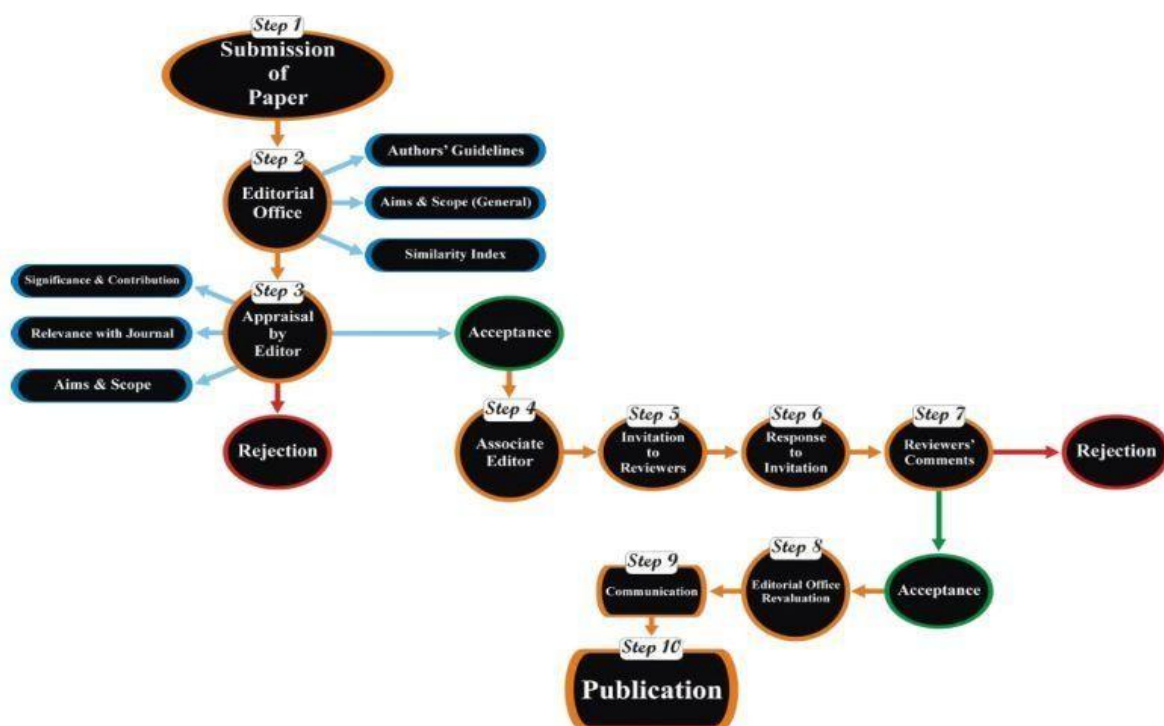 Step 1
Submission
of
Paper
Step 2
Editorial
Office
Authors' Guidelines
Aims & Scope (General)
Similarity Index
Step 3
Appraisal
by
Editor
Significance & Contribution
Relevance with Journal
Aims & Scope
Rejection
Acceptance
Step 4
Associate
Editor
Step 5
Invitation
to
Reviewers
Step 6
Response
to
Invitation
Step 7
Reviewers'
Comments
Rejection
Acceptance
Step 8
Editorial Office
Revaluation
Step 9
Communication
Step 10
Publication